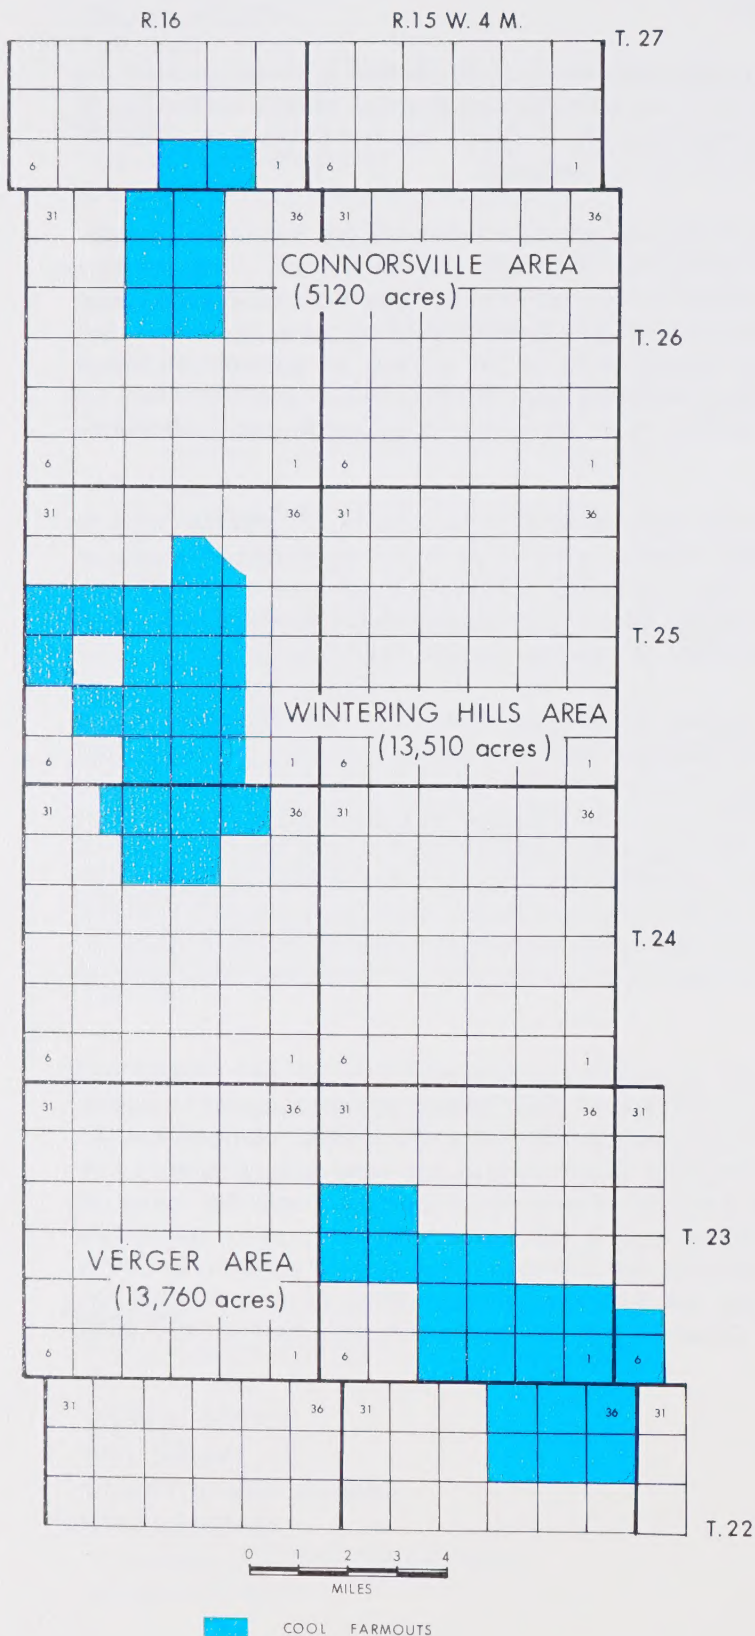 R.16 R.15 W. 4 M.
T. 27
6 1 6 1
31 36 31 36
CONNORSVILLE AREA
(5120 acres)
T. 26
6 1 6 1
31 36 31 36
T. 25
WINTERING HILLS AREA
(13,510 acres)
6 1 6 1
31 36 31 36
T. 24
6 1 6 1
31 36 31 36 31
T. 23
VERGER AREA
(13,760 acres)
6 1 6 1 6
31 36 31 36 31
T. 22
0 1 2 3 4
MILES
COOL FARMOUTS